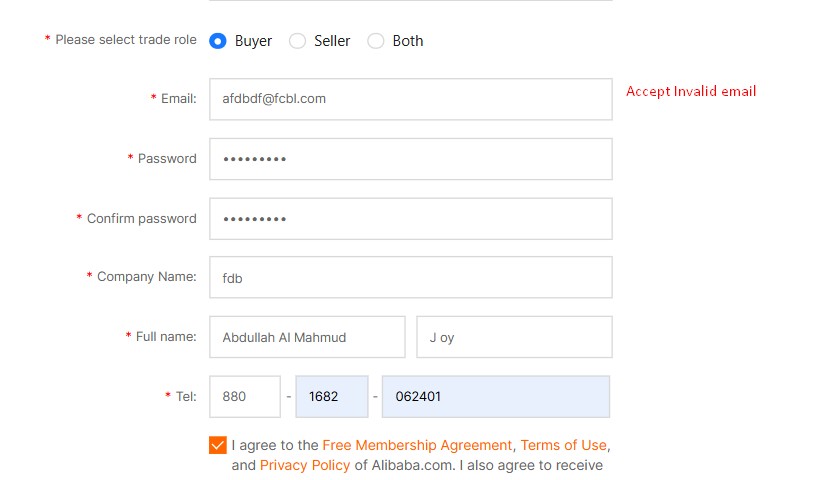 * Please select trade role Buyer Seller Both
* Email: afdbdf@fcbl.com Accept Invalid email
* Password •••••••••
* Confirm password •••••••••
* Company Name: fdb
* Full name: Abdullah Al Mahmud J oy
* Tel: 880 - 1682 - 062401
I agree to the Free Membership Agreement, Terms of Use,
and Privacy Policy of Alibaba.com. I also agree to receive